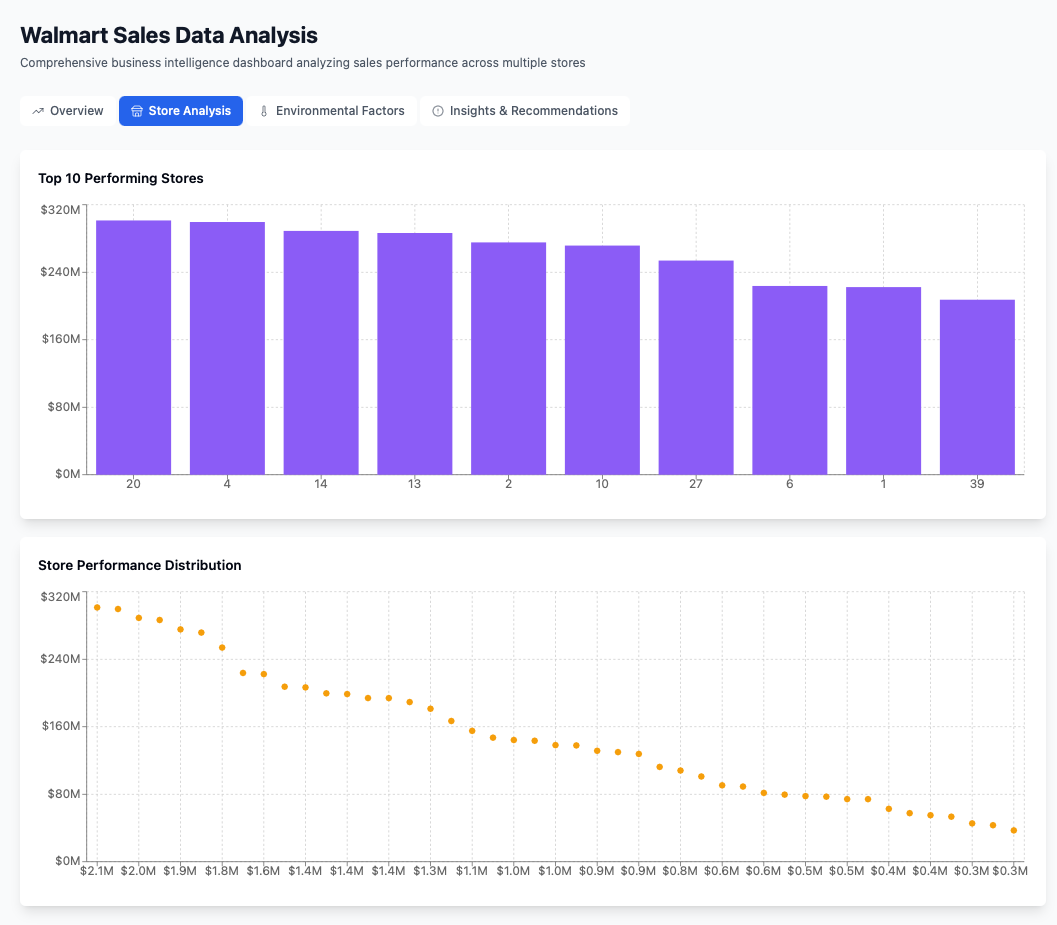 Walmart Sales Data Analysis
Comprehensive business intelligence dashboard analyzing sales performance across multiple stores
Overview Store Analysis Environmental Factors Insights & Recommendations
Top 10 Performing Stores
$320M
$240M
$160M
$80M
$0M
20 4 14 13 2 10 27 6 1 39
Store Performance Distribution
$320M
$240M
$160M
$80M
$0M
$2.1M $2.0M $1.9M $1.8M $1.6M $1.4M $1.4M $1.4M $1.3M $1.1M $1.0M $1.0M $0.9M $0.9M $0.8M $0.6M $0.6M $0.5M $0.5M $0.4M $0.4M $0.3M $0.3M